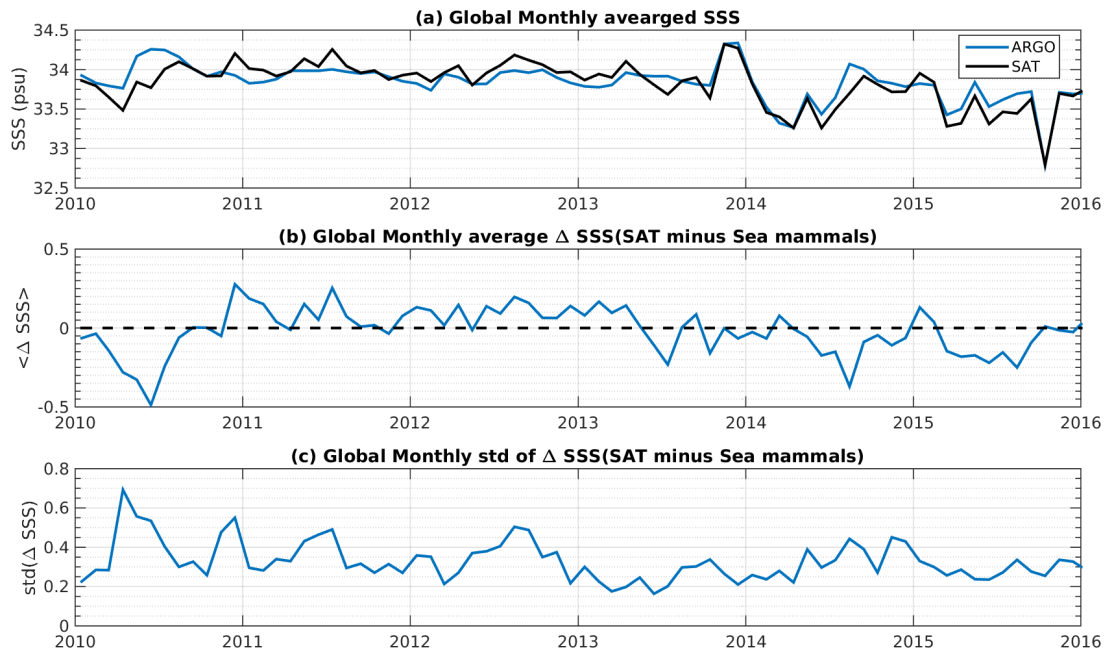 (a) Global Monthly avearged SSS
34.5
34
33.5
33
32.5
SSS (psu)
ARGO
SAT
2010 2011 2012 2013 2014 2015 2016
(b) Global Monthly average Δ SSS(SAT minus Sea mammals)
0.5
0
-0.5
<Δ SSS>
2010 2011 2012 2013 2014 2015 2016
(c) Global Monthly std of Δ SSS(SAT minus Sea mammals)
0.8
0.6
0.4
0.2
0
std(Δ SSS)
2010 2011 2012 2013 2014 2015 2016